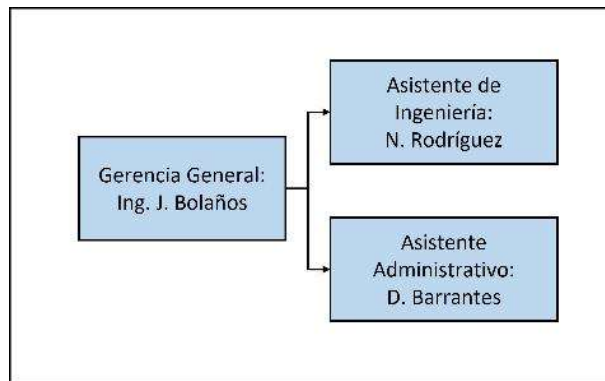 Gerencia General:
Ing. J. Bolaños
Asistente de
Ingeniería:
N. Rodríguez
Asistente
Administrativo:
D. Barrantes